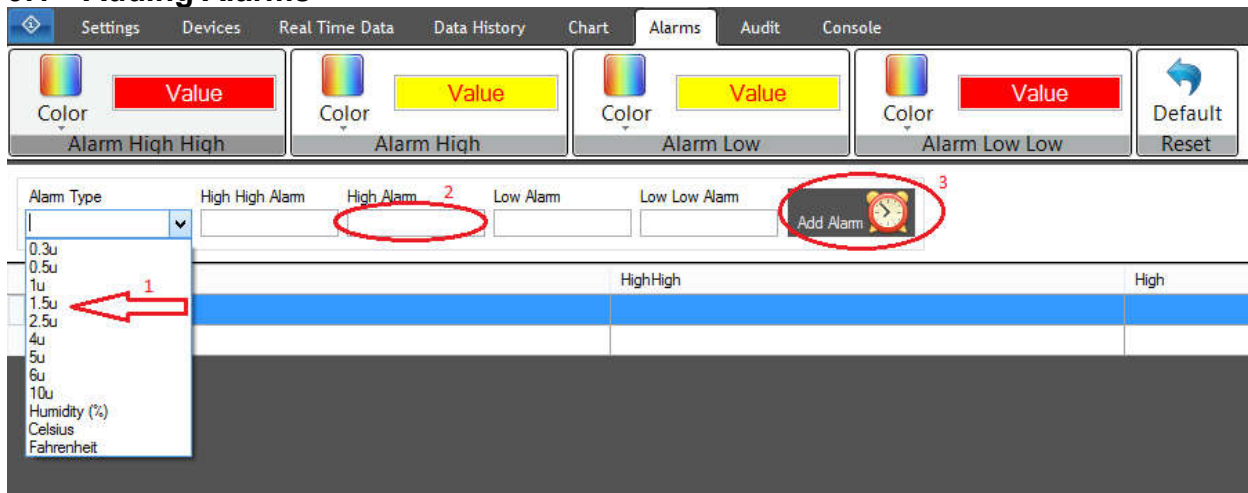 Adding Alarms
Settings Devices Real Time Data Data History Chart Alarms Audit Console
Value Value Value Value
Color Color Color Color Default
Alarm High High Alarm High Alarm Low Alarm Low Low Reset
Alarm Type High High Alarm High Alarm 2 Low Alarm Low Low Alarm 3
Add Alarm
0.3u
0.5u
1u 1
1.5u
2.5u
4u
5u
6u
10u
Humidity (%)
Celsius
Fahrenheit
HighHigh High